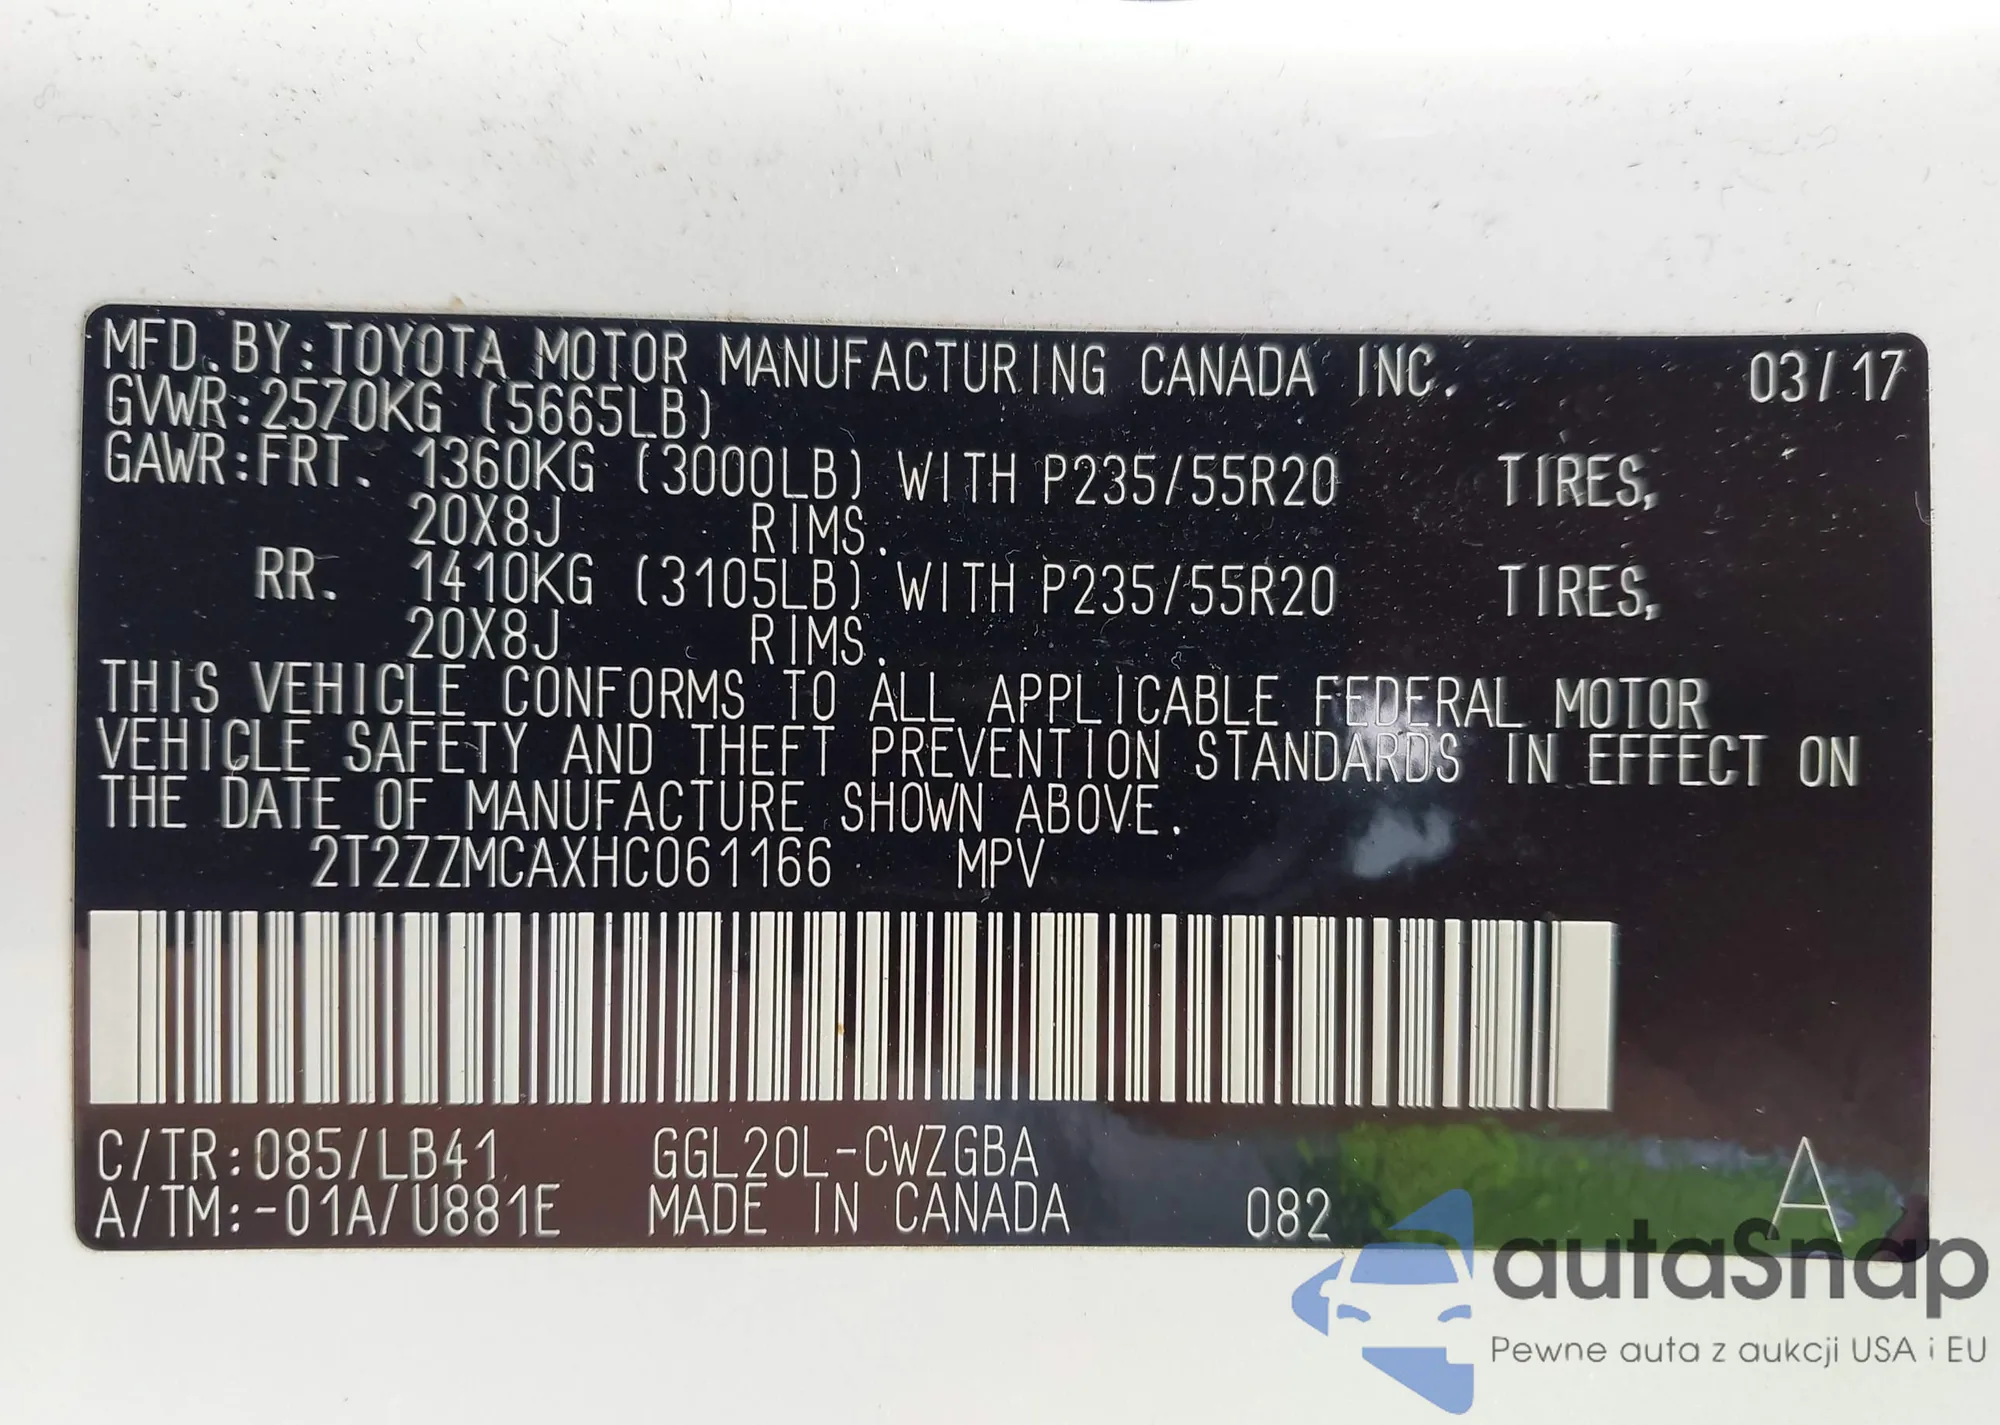 MFD. BY: TOYOTA MOTOR MANUFACTURING CANADA INC. 03/17
GVWR: 2570KG (5665LB)
GAWR: FRT. 1360KG (3000LB) WITH P235/55R20 TIRES,
20X8J RIMS.
RR. 1410KG (3105LB) WITH P235/55R20 TIRES,
20X8J RIMS.
THIS VEHICLE CONFORMS TO ALL APPLICABLE FEDERAL MOTOR
VEHICLE SAFETY AND THEFT PREVENTION STANDARDS IN EFFECT ON
THE DATE OF MANUFACTURE SHOWN ABOVE.
2T2ZZMCAXHC061166 MPV
C/TR: 085/LB41 GGL20L-CWZGBA
A/TM: -01A/U881E MADE IN CANADA 082 A
autaSnap
Pewne auta z aukcji USA i EU